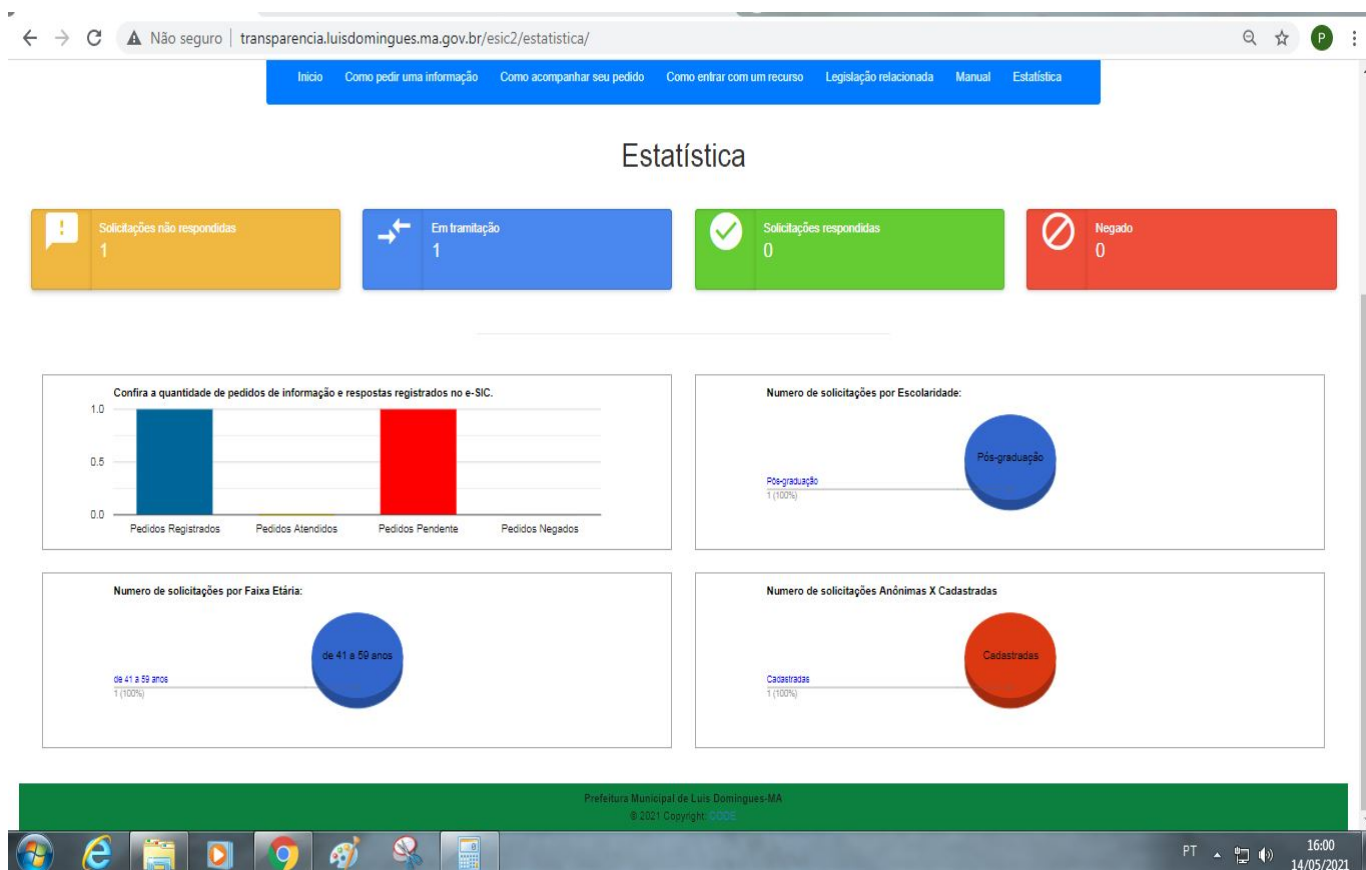 Não seguro | transparencia.luisdomingues.ma.gov.br/esic2/estatistica/
P
Inicio Como pedir uma informação Como acompanhar seu pedido Como entrar com um recurso Legislação relacionada Manual Estatística
Estatística
Solicitações não respondidas
1
Em tramitação
1
Solicitações respondidas
0
Negado
0
Confira a quantidade de pedidos de informação e respostas registrados no e-SIC.
1.0
0.5
0.0
Pedidos Registrados Pedidos Atendidos Pedidos Pendente Pedidos Negados
Numero de solicitações por Escolaridade:
Pós-graduação
Pós-graduação
1 (100%)
Numero de solicitações por Faixa Etária:
de 41 a 59 anos
de 41 a 59 anos
1 (100%)
Numero de solicitações Anônimas X Cadastradas
Cadastradas
Cadastradas
1 (100%)
Prefeitura Municipal de Luis Domingues-MA
© 2021 Copyright:
PT
16:00
14/05/2021